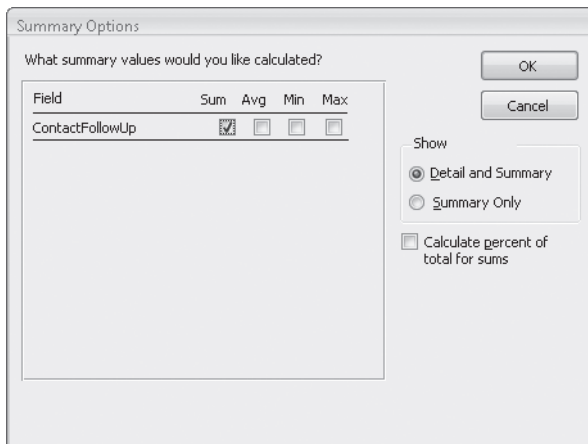 Summary Options
What summary values would you like calculated?
Field Sum Avg Min Max
ContactFollowUp
OK
Cancel
Show
Detail and Summary
Summary Only
Calculate percent of
total for sums